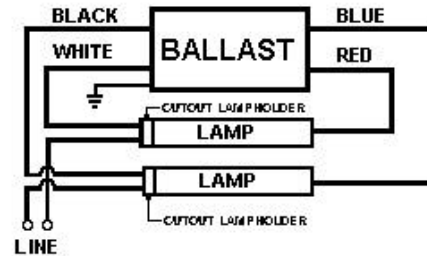 BLACK
BLUE
WHITE
BALLAST
RED
CUTOUT LAMPHOLDER
LAMP
LAMP
CUTOUT LAMPHOLDER
LINE